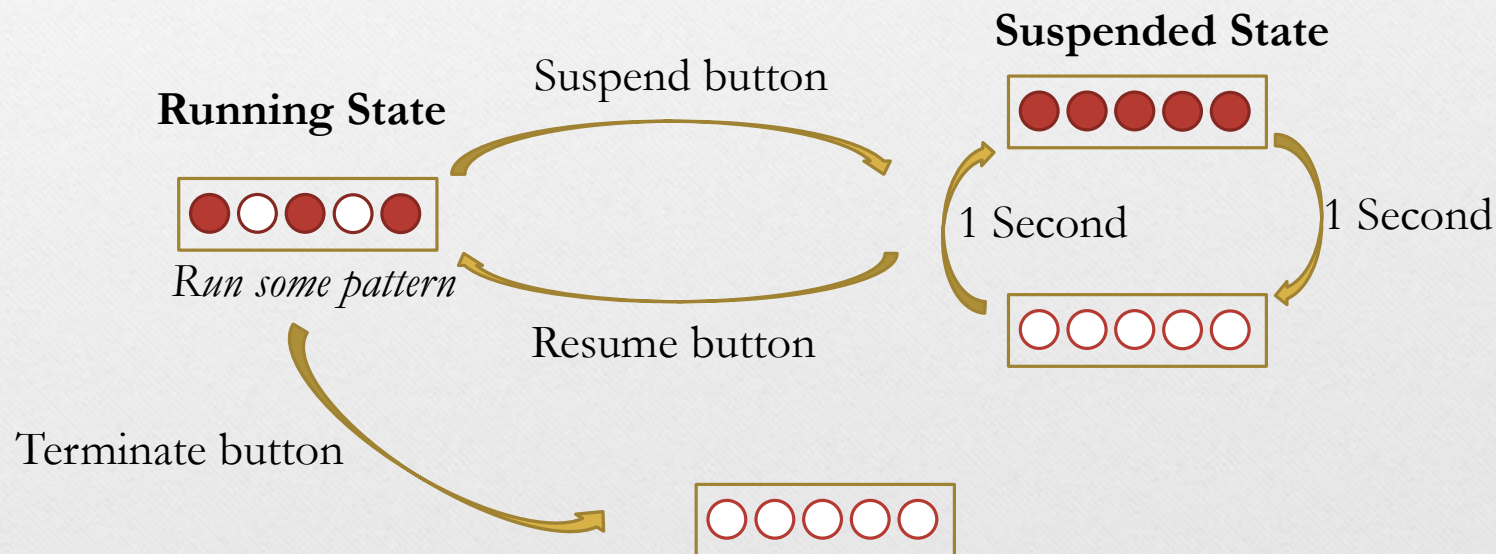 Suspended State
Suspend button
Running State
1 Second
1 Second
Run some pattern
Resume button
Terminate button